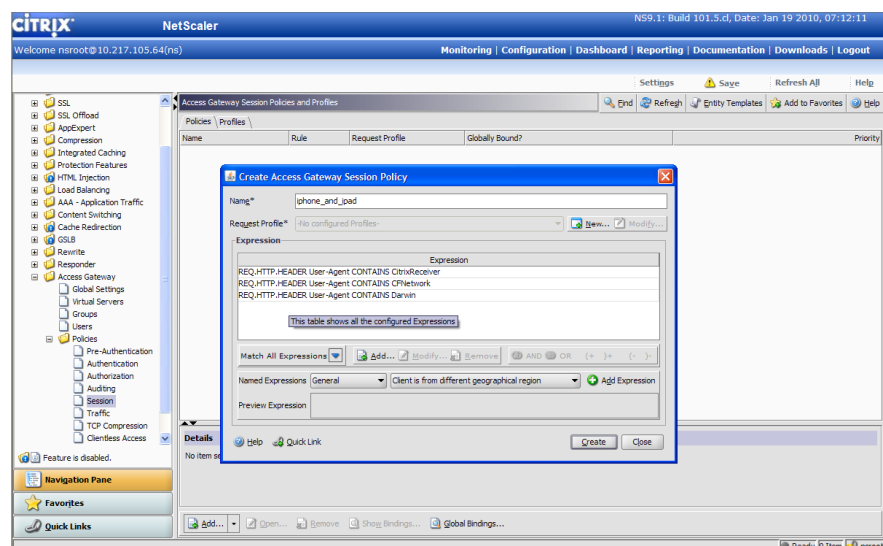 CITRIX NetScaler
NS9.1: Build 101.5.cl, Date: Jan 19 2010, 07:12:11
Welcome nsroot@10.217.105.64(ns)
Monitoring | Configuration | Dashboard | Reporting | Documentation | Downloads | Logout
Settings Save Refresh All Help
SSL
SSL Offload
AppExpert
Compression
Integrated Caching
Protection Features
HTML Injection
Load Balancing
AAA - Application Traffic
Content Switching
Cache Redirection
GSLB
Rewrite
Responder
Access Gateway
Global Settings
Virtual Servers
Groups
Users
Policies
Pre-Authentication
Authentication
Authorization
Auditing
Session
Traffic
TCP Compression
Clientless Access
Feature is disabled.
Navigation Pane
Favorites
Quick Links
Access Gateway Session Policies and Profiles
Find Refresh Entity Templates Add to Favorites Help
Policies Profiles
Name Rule Request Profile Globally Bound? Priority
Create Access Gateway Session Policy
Name* iphone_and_ipad
Request Profile* -No configured Profiles- New... Modify...
Expression
Expression
REQ.HTTP.HEADER User-Agent CONTAINS CitrixReceiver
REQ.HTTP.HEADER User-Agent CONTAINS CFNetwork
REQ.HTTP.HEADER User-Agent CONTAINS Darwin
This table shows all the configured Expressions
Match All Expressions Add... Modify... Remove AND OR (+ )+ (- )-
Named Expressions General Client is from different geographical region Add Expression
Preview Expression
Help Quick Link Create Close
Details
No item se
Add... Open... Remove Show Bindings... Global Bindings...